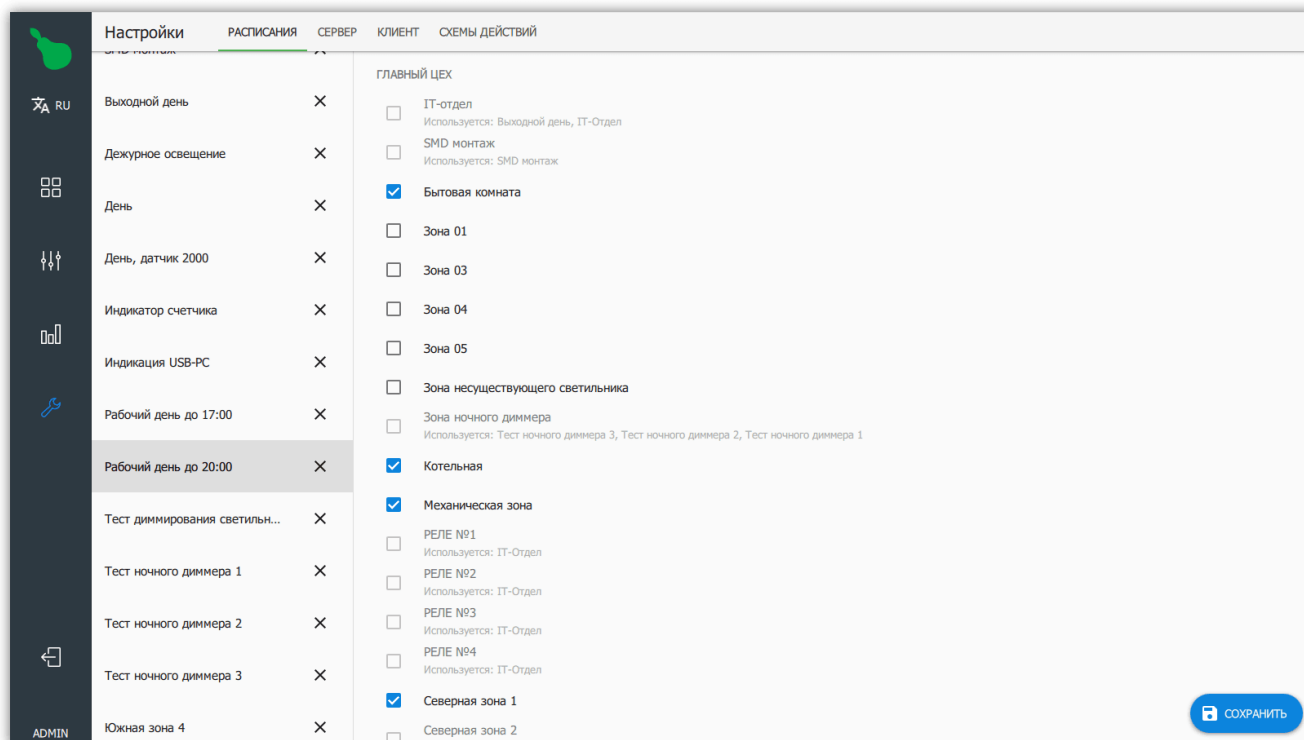 Настройки
РАСПИСАНИЯ
СЕРВЕР
КЛИЕНТ
СХЕМЫ ДЕЙСТВИЙ
RU
ADMIN
SMD монтаж
Выходной день
Дежурное освещение
День
День, датчик 2000
Индикатор счетчика
Индикация USB-PC
Рабочий день до 17:00
Рабочий день до 20:00
Тест диммирования светильн...
Тест ночного диммера 1
Тест ночного диммера 2
Тест ночного диммера 3
Южная зона 4
ГЛАВНЫЙ ЦЕХ
IT-отдел
Используется: Выходной день, IT-Отдел
SMD монтаж
Используется: SMD монтаж
Бытовая комната
Зона 01
Зона 03
Зона 04
Зона 05
Зона несуществующего светильника
Зона ночного диммера
Используется: Тест ночного диммера 3, Тест ночного диммера 2, Тест ночного диммера 1
Котельная
Механическая зона
РЕЛЕ №1
Используется: IT-Отдел
РЕЛЕ №2
Используется: IT-Отдел
РЕЛЕ №3
Используется: IT-Отдел
РЕЛЕ №4
Используется: IT-Отдел
Северная зона 1
Северная зона 2
СОХРАНИТЬ